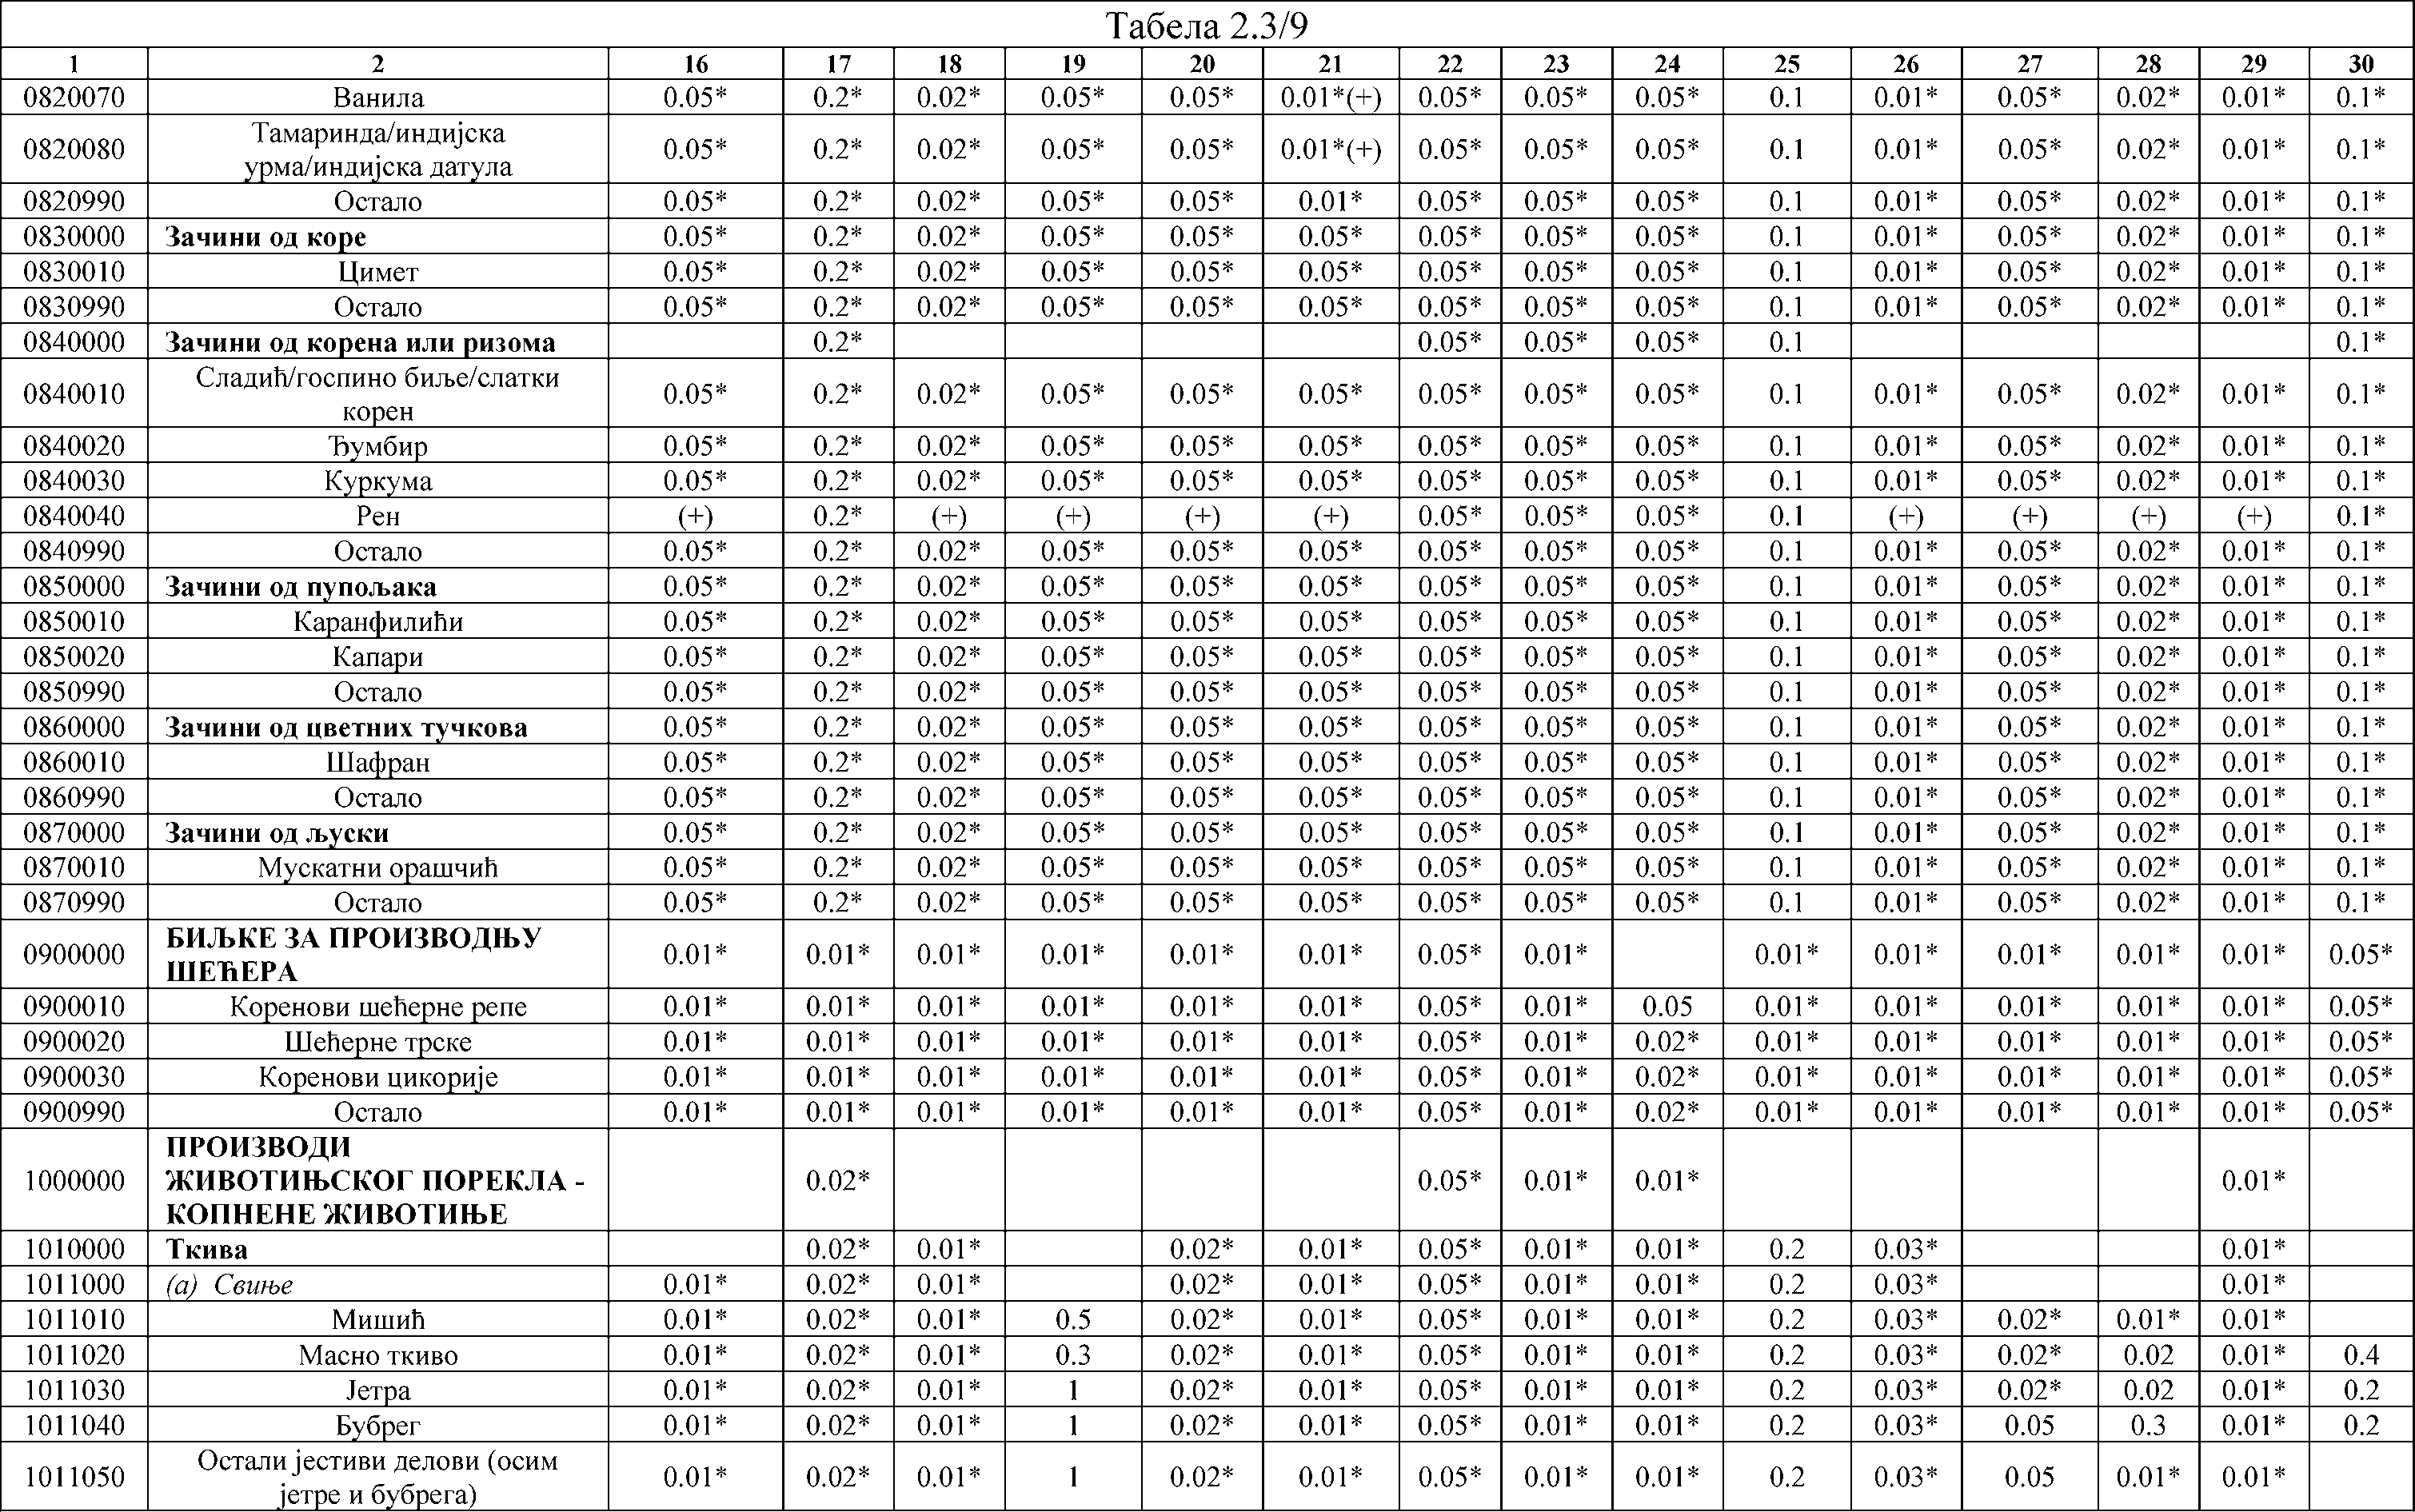 Табела 2.3/9
1 2 16 17 18 19 20 21 22 23 24 25 26 27 28 29 30
0820070 Ванила 0.05* 0.2* 0.02* 0.05* 0.05* 0.01*(+) 0.05* 0.05* 0.05* 0.1 0.01* 0.05* 0.02* 0.01* 0.1*
0820080 Тамаринда/индијска
урма/индијска датула 0.05* 0.2* 0.02* 0.05* 0.05* 0.01*(+) 0.05* 0.05* 0.05* 0.1 0.01* 0.05* 0.02* 0.01* 0.1*
0820990 Остало 0.05* 0.2* 0.02* 0.05* 0.05* 0.01* 0.05* 0.05* 0.05* 0.1 0.01* 0.05* 0.02* 0.01* 0.1*
0830000 Зачини од коре 0.05* 0.2* 0.02* 0.05* 0.05* 0.05* 0.05* 0.05* 0.05* 0.1 0.01* 0.05* 0.02* 0.01* 0.1*
0830010 Цимет 0.05* 0.2* 0.02* 0.05* 0.05* 0.05* 0.05* 0.05* 0.05* 0.1 0.01* 0.05* 0.02* 0.01* 0.1*
0830990 Остало 0.05* 0.2* 0.02* 0.05* 0.05* 0.05* 0.05* 0.05* 0.05* 0.1 0.01* 0.05* 0.02* 0.01* 0.1*
0840000 Зачини од корена или ризома 0.2* 0.05* 0.05* 0.05* 0.1 0.1*
0840010 Сладић/госпино биље/слатки
корен 0.05* 0.2* 0.02* 0.05* 0.05* 0.05* 0.05* 0.05* 0.05* 0.1 0.01* 0.05* 0.02* 0.01* 0.1*
0840020 Ђумбир 0.05* 0.2* 0.02* 0.05* 0.05* 0.05* 0.05* 0.05* 0.05* 0.1 0.01* 0.05* 0.02* 0.01* 0.1*
0840030 Куркума 0.05* 0.2* 0.02* 0.05* 0.05* 0.05* 0.05* 0.05* 0.05* 0.1 0.01* 0.05* 0.02* 0.01* 0.1*
0840040 Рен (+) 0.2* (+) (+) (+) (+) 0.05* 0.05* 0.05* 0.1 (+) (+) (+) (+) 0.1*
0840990 Остало 0.05* 0.2* 0.02* 0.05* 0.05* 0.05* 0.05* 0.05* 0.05* 0.1 0.01* 0.05* 0.02* 0.01* 0.1*
0850000 Зачини од пупољака 0.05* 0.2* 0.02* 0.05* 0.05* 0.05* 0.05* 0.05* 0.05* 0.1 0.01* 0.05* 0.02* 0.01* 0.1*
0850010 Каранфилићи 0.05* 0.2* 0.02* 0.05* 0.05* 0.05* 0.05* 0.05* 0.05* 0.1 0.01* 0.05* 0.02* 0.01* 0.1*
0850020 Капари 0.05* 0.2* 0.02* 0.05* 0.05* 0.05* 0.05* 0.05* 0.05* 0.1 0.01* 0.05* 0.02* 0.01* 0.1*
0850990 Остало 0.05* 0.2* 0.02* 0.05* 0.05* 0.05* 0.05* 0.05* 0.05* 0.1 0.01* 0.05* 0.02* 0.01* 0.1*
0860000 Зачини од цветних тучкова 0.05* 0.2* 0.02* 0.05* 0.05* 0.05* 0.05* 0.05* 0.05* 0.1 0.01* 0.05* 0.02* 0.01* 0.1*
0860010 Шафран 0.05* 0.2* 0.02* 0.05* 0.05* 0.05* 0.05* 0.05* 0.05* 0.1 0.01* 0.05* 0.02* 0.01* 0.1*
0860990 Остало 0.05* 0.2* 0.02* 0.05* 0.05* 0.05* 0.05* 0.05* 0.05* 0.1 0.01* 0.05* 0.02* 0.01* 0.1*
0870000 Зачини од љуски 0.05* 0.2* 0.02* 0.05* 0.05* 0.05* 0.05* 0.05* 0.05* 0.1 0.01* 0.05* 0.02* 0.01* 0.1*
0870010 Мускатни орашчић 0.05* 0.2* 0.02* 0.05* 0.05* 0.05* 0.05* 0.05* 0.05* 0.1 0.01* 0.05* 0.02* 0.01* 0.1*
0870990 Остало 0.05* 0.2* 0.02* 0.05* 0.05* 0.05* 0.05* 0.05* 0.05* 0.1 0.01* 0.05* 0.02* 0.01* 0.1*
0900000 БИЉКЕ ЗА ПРОИЗВОДЊУ
ШЕЋЕРА 0.01* 0.01* 0.01* 0.01* 0.01* 0.01* 0.05* 0.01* 0.01* 0.01* 0.01* 0.01* 0.01* 0.05*
0900010 Коренови шећерне репе 0.01* 0.01* 0.01* 0.01* 0.01* 0.01* 0.05* 0.01* 0.05 0.01* 0.01* 0.01* 0.01* 0.01* 0.05*
0900020 Шећерне трске 0.01* 0.01* 0.01* 0.01* 0.01* 0.01* 0.05* 0.01* 0.02* 0.01* 0.01* 0.01* 0.01* 0.01* 0.05*
0900030 Коренови цикорије 0.01* 0.01* 0.01* 0.01* 0.01* 0.01* 0.05* 0.01* 0.02* 0.01* 0.01* 0.01* 0.01* 0.01* 0.05*
0900990 Остало 0.01* 0.01* 0.01* 0.01* 0.01* 0.01* 0.05* 0.01* 0.02* 0.01* 0.01* 0.01* 0.01* 0.01* 0.05*
1000000 ПРОИЗВОДИ
ЖИВОТИЊСКОГ ПОРЕКЛА -
КОПНЕНЕ ЖИВОТИЊЕ 0.02* 0.05* 0.01* 0.01* 0.01*
1010000 Ткива 0.02* 0.01* 0.02* 0.01* 0.05* 0.01* 0.01* 0.2 0.03* 0.01*
1011000 (а) Свиње 0.01* 0.02* 0.01* 0.02* 0.01* 0.05* 0.01* 0.01* 0.2 0.03* 0.01*
1011010 Мишић 0.01* 0.02* 0.01* 0.5 0.02* 0.01* 0.05* 0.01* 0.01* 0.2 0.03* 0.02* 0.01* 0.01*
1011020 Масно ткиво 0.01* 0.02* 0.01* 0.3 0.02* 0.01* 0.05* 0.01* 0.01* 0.2 0.03* 0.02* 0.02 0.01* 0.4
1011030 Јетра 0.01* 0.02* 0.01* 1 0.02* 0.01* 0.05* 0.01* 0.01* 0.2 0.03* 0.02* 0.02 0.01* 0.2
1011040 Бубрег 0.01* 0.02* 0.01* 1 0.02* 0.01* 0.05* 0.01* 0.01* 0.2 0.03* 0.05 0.3 0.01* 0.2
1011050 Остали јестиви делови (осим
јетре и бубрега) 0.01* 0.02* 0.01* 1 0.02* 0.01* 0.05* 0.01* 0.01* 0.2 0.03* 0.05 0.01* 0.01*